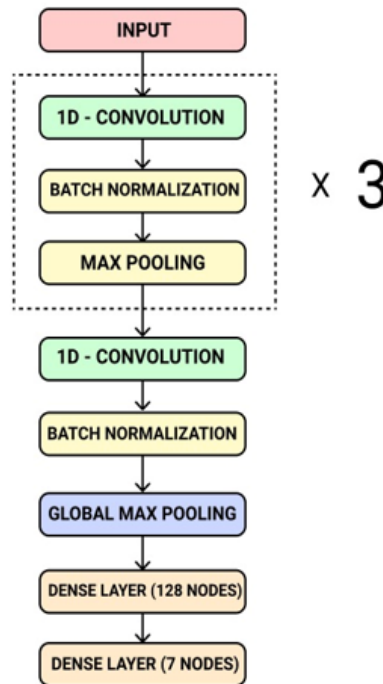 INPUT
1D - CONVOLUTION
BATCH NORMALIZATION
MAX POOLING
X 3
1D - CONVOLUTION
BATCH NORMALIZATION
GLOBAL MAX POOLING
DENSE LAYER (128 NODES)
DENSE LAYER (7 NODES)